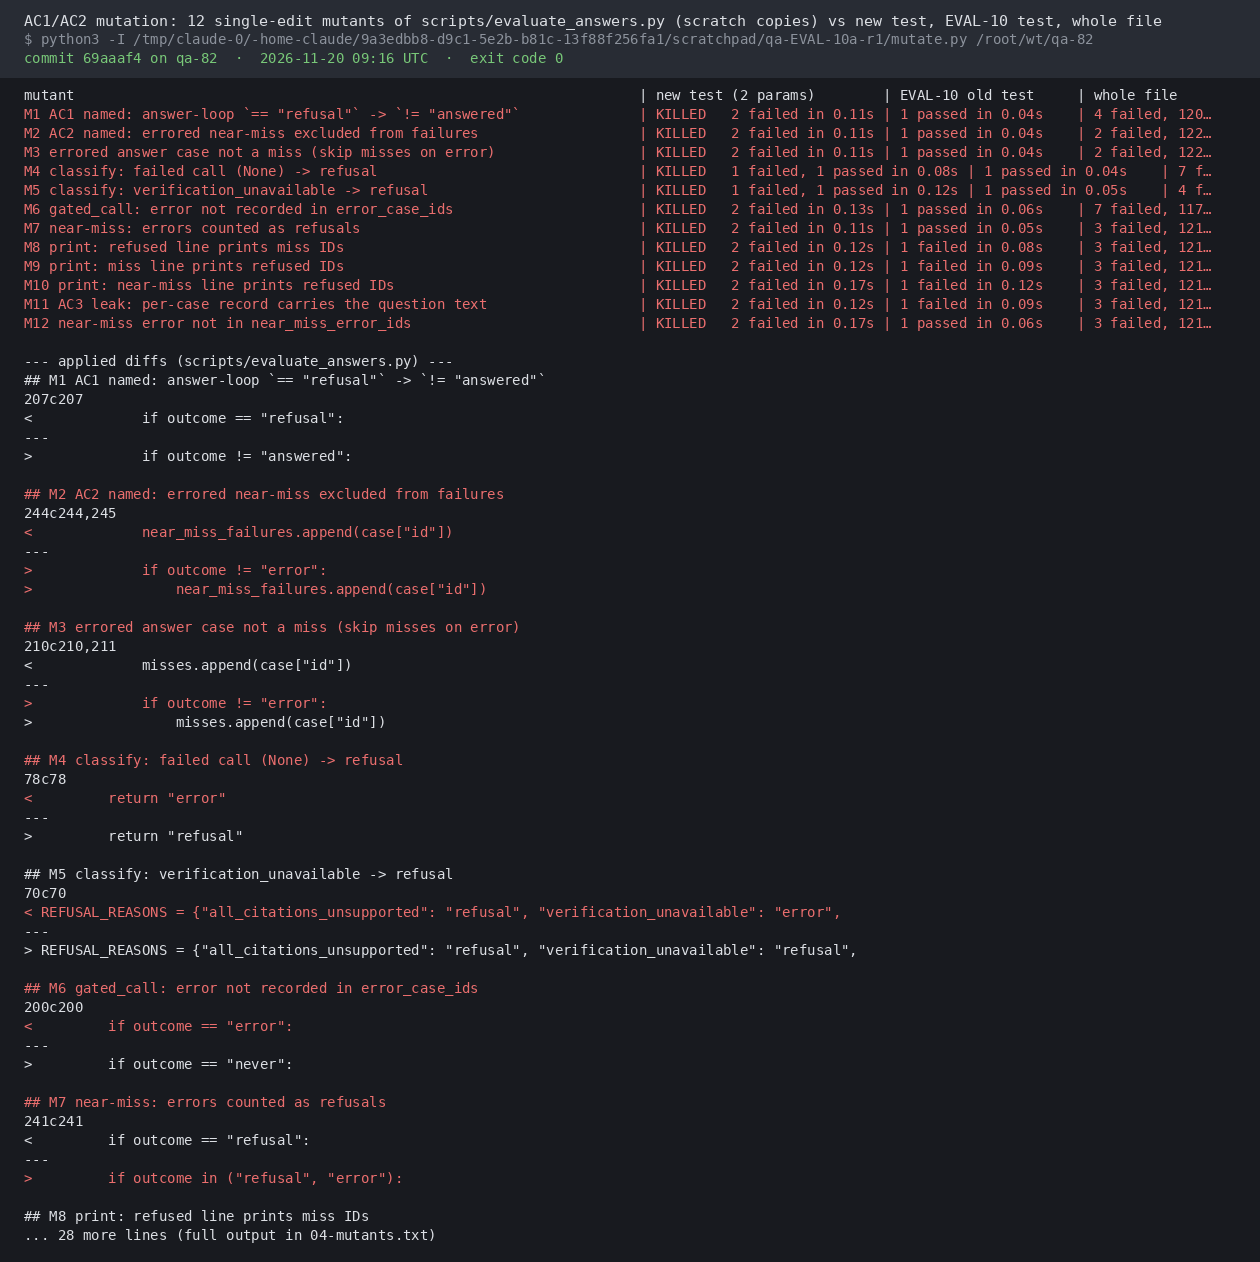 AC1/AC2 mutation: 12 single-edit mutants of scripts/evaluate_answers.py (scratch copies) vs new test, EVAL-10 test, whole file
$ python3 -I /tmp/claude-0/-home-claude/9a3edbb8-d9c1-5e2b-b81c-13f88f256fa1/scratchpad/qa-EVAL-10a-r1/mutate.py /root/wt/qa-82
commit 69aaaf4 on qa-82  ·  2026-11-20 09:16 UTC  ·  exit code 0
mutant | new test (2 params) | EVAL-10 old test | whole file
M1 AC1 named: answer-loop `== "refusal"` -> `!= "answered"` | KILLED 2 failed in 0.11s | 1 passed in 0.04s | 4 failed, 120…
M2 AC2 named: errored near-miss excluded from failures | KILLED 2 failed in 0.11s | 1 passed in 0.04s | 2 failed, 122…
M3 errored answer case not a miss (skip misses on error) | KILLED 2 failed in 0.11s | 1 passed in 0.04s | 2 failed, 122…
M4 classify: failed call (None) -> refusal | KILLED 1 failed, 1 passed in 0.08s | 1 passed in 0.04s | 7 f…
M5 classify: verification_unavailable -> refusal | KILLED 1 failed, 1 passed in 0.12s | 1 passed in 0.05s | 4 f…
M6 gated_call: error not recorded in error_case_ids | KILLED 2 failed in 0.13s | 1 passed in 0.06s | 7 failed, 117…
M7 near-miss: errors counted as refusals | KILLED 2 failed in 0.11s | 1 passed in 0.05s | 3 failed, 121…
M8 print: refused line prints miss IDs | KILLED 2 failed in 0.12s | 1 failed in 0.08s | 3 failed, 121…
M9 print: miss line prints refused IDs | KILLED 2 failed in 0.12s | 1 failed in 0.09s | 3 failed, 121…
M10 print: near-miss line prints refused IDs | KILLED 2 failed in 0.17s | 1 failed in 0.12s | 3 failed, 121…
M11 AC3 leak: per-case record carries the question text | KILLED 2 failed in 0.12s | 1 failed in 0.09s | 3 failed, 121…
M12 near-miss error not in near_miss_error_ids | KILLED 2 failed in 0.17s | 1 passed in 0.06s | 3 failed, 121…
--- applied diffs (scripts/evaluate_answers.py) ---
## M1 AC1 named: answer-loop `== "refusal"` -> `!= "answered"`
207c207
<             if outcome == "refusal":
---
>             if outcome != "answered":
## M2 AC2 named: errored near-miss excluded from failures
244c244,245
<             near_miss_failures.append(case["id"])
---
>             if outcome != "error":
>                 near_miss_failures.append(case["id"])
## M3 errored answer case not a miss (skip misses on error)
210c210,211
<             misses.append(case["id"])
---
>             if outcome != "error":
>                 misses.append(case["id"])
## M4 classify: failed call (None) -> refusal
78c78
<         return "error"
---
>         return "refusal"
## M5 classify: verification_unavailable -> refusal
70c70
< REFUSAL_REASONS = {"all_citations_unsupported": "refusal", "verification_unavailable": "error",
---
> REFUSAL_REASONS = {"all_citations_unsupported": "refusal", "verification_unavailable": "refusal",
## M6 gated_call: error not recorded in error_case_ids
200c200
<         if outcome == "error":
---
>         if outcome == "never":
## M7 near-miss: errors counted as refusals
241c241
<         if outcome == "refusal":
---
>         if outcome in ("refusal", "error"):
## M8 print: refused line prints miss IDs
... 28 more lines (full output in 04-mutants.txt)